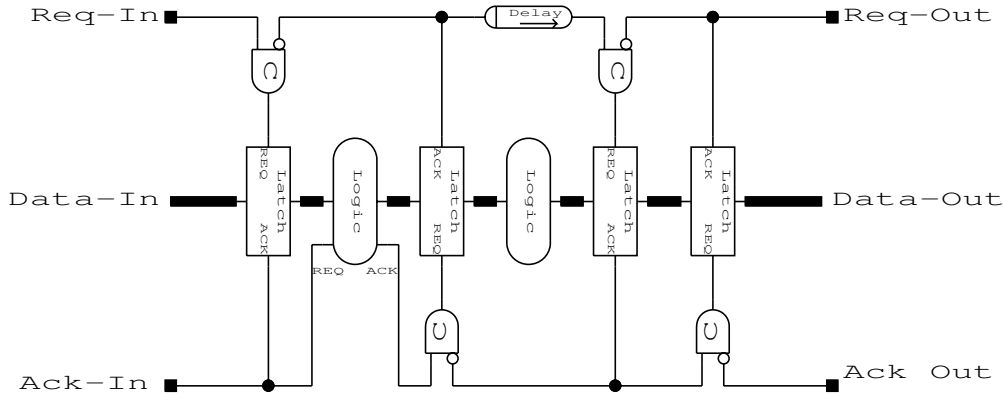 Req-In
Delay
Req-Out
C
C
REQ
Latch
ACK
Logic
ACK
Latch
REQ
Logic
REQ
Latch
ACK
ACK
Latch
REQ
Data-In
Data-Out
REQ
ACK
C
C
Ack-In
Ack Out